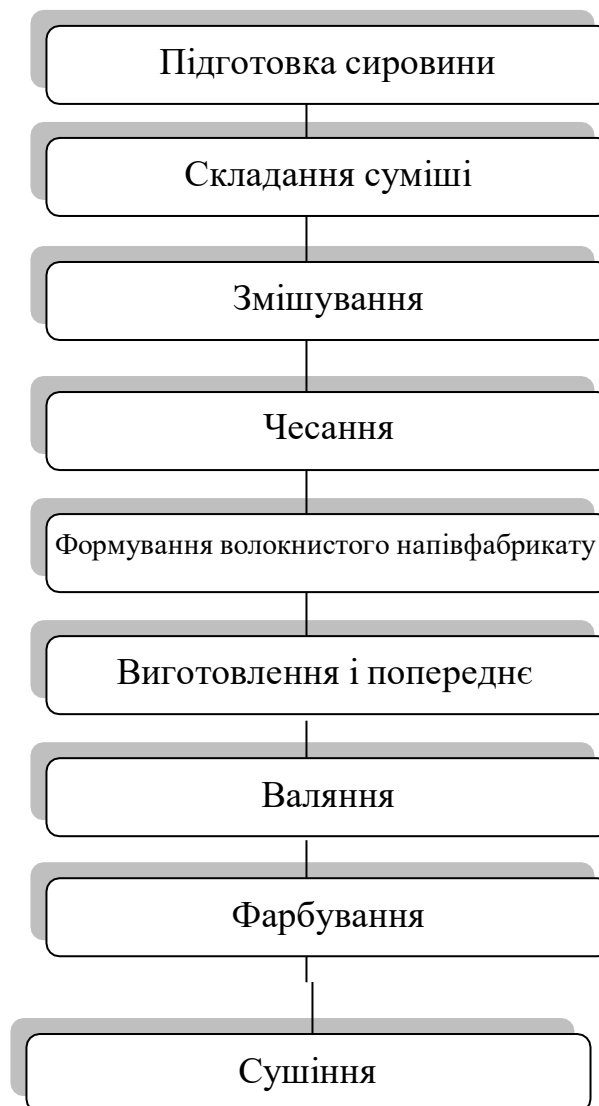 Підготовка сировини
Складання суміші
Змішування
Чесання
Формування волокнистого напівфабрикату
Виготовлення і попереднє
Валяння
Фарбування
Сушіння